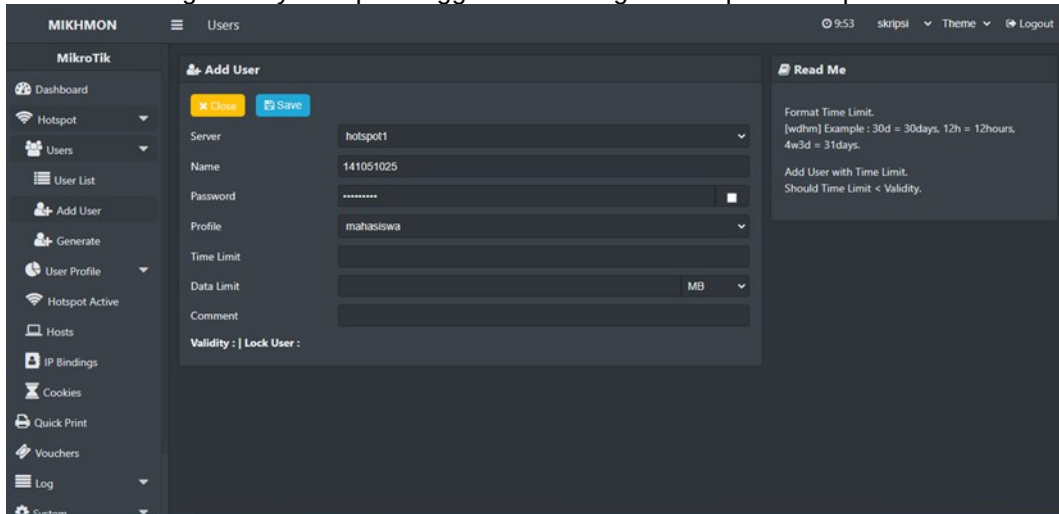 MIKHMON
Users
9:53
skripsi
Theme
Logout
MikroTik
Dashboard
Hotspot
Users
User List
Add User
Generate
User Profile
Hotspot Active
Hosts
IP Bindings
Cookies
Quick Print
Vouchers
Log
System
Add User
Close
Save
Server
hotspot1
Name
141051025
Password
Profile
mahasiswa
Time Limit
Data Limit
MB
Comment
Validity : | Lock User :
Read Me
Format Time Limit.
[wdhm] Example : 30d = 30days, 12h = 12hours,
4w3d = 31days.
Add User with Time Limit.
Should Time Limit < Validity.